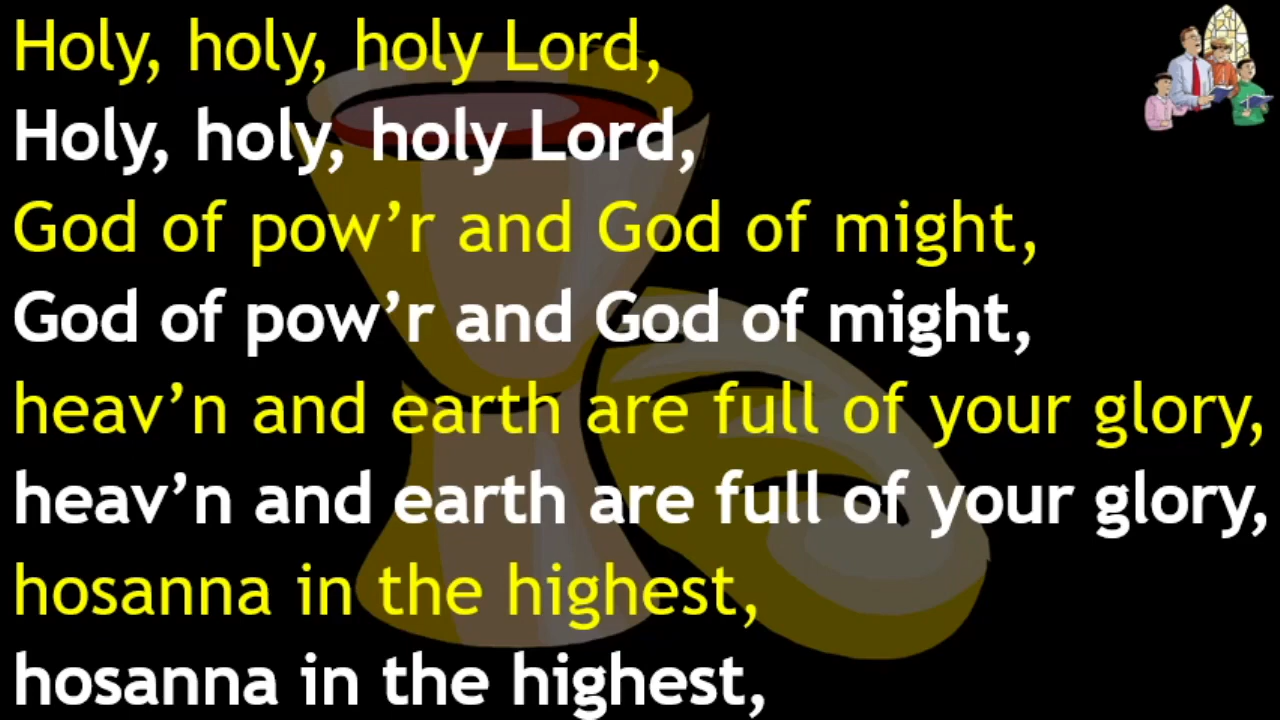 Holy, holy, holy Lord,
Holy, holy, holy Lord,
God of pow’r and God of might,
God of pow’r and God of might,
heav’n and earth are full of your glory,
heav’n and earth are full of your glory,
hosanna in the highest,
hosanna in the highest,